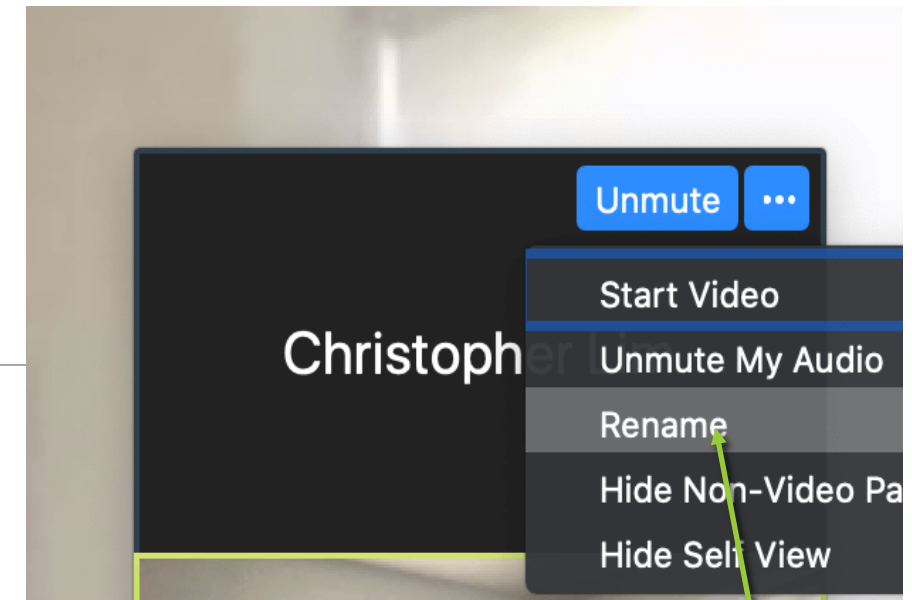 Unmute ...
Start Video
Christopher Lim
Unmute My Audio
Rename
Hide Non-Video Pa
Hide Self View